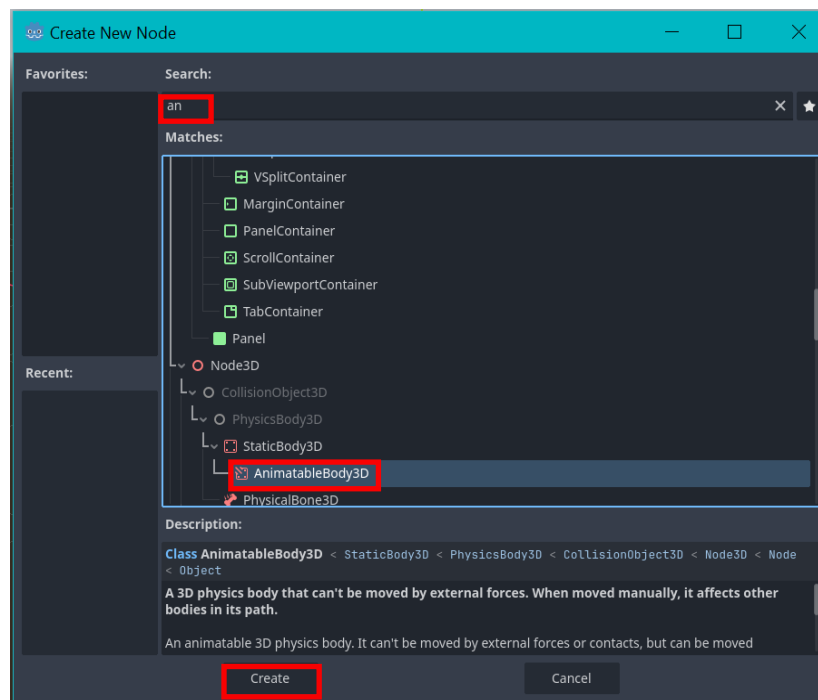 Create New Node
Favorites:
Search:
an
Matches:
VSplitContainer
MarginContainer
PanelContainer
ScrollContainer
SubViewportContainer
TabContainer
Panel
Recent:
Node3D
CollisionObject3D
PhysicsBody3D
StaticBody3D
AnimatableBody3D
PhysicalBone3D
Description:
Class AnimatableBody3D < StaticBody3D < PhysicsBody3D < CollisionObject3D < Node3D < Node
< Object
A 3D physics body that can't be moved by external forces. When moved manually, it affects other
bodies in its path.
An animatable 3D physics body. It can't be moved by external forces or contacts, but can be moved
Create
Cancel